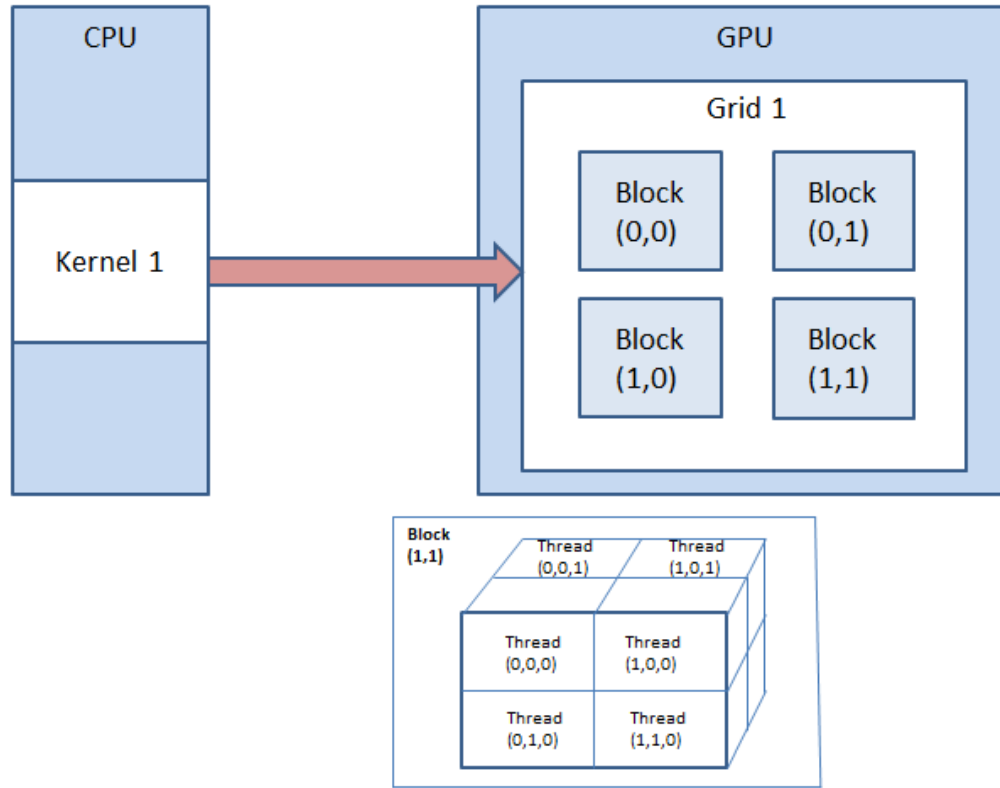 CPU
GPU
Grid 1
Block
(0,0)
Block
(0,1)
Kernel 1
Block
(1,0)
Block
(1,1)
Block
(1,1)
Thread
(0,0,1)
Thread
(1,0,1)
Thread
(0,0,0)
Thread
(1,0,0)
Thread
(0,1,0)
Thread
(1,1,0)